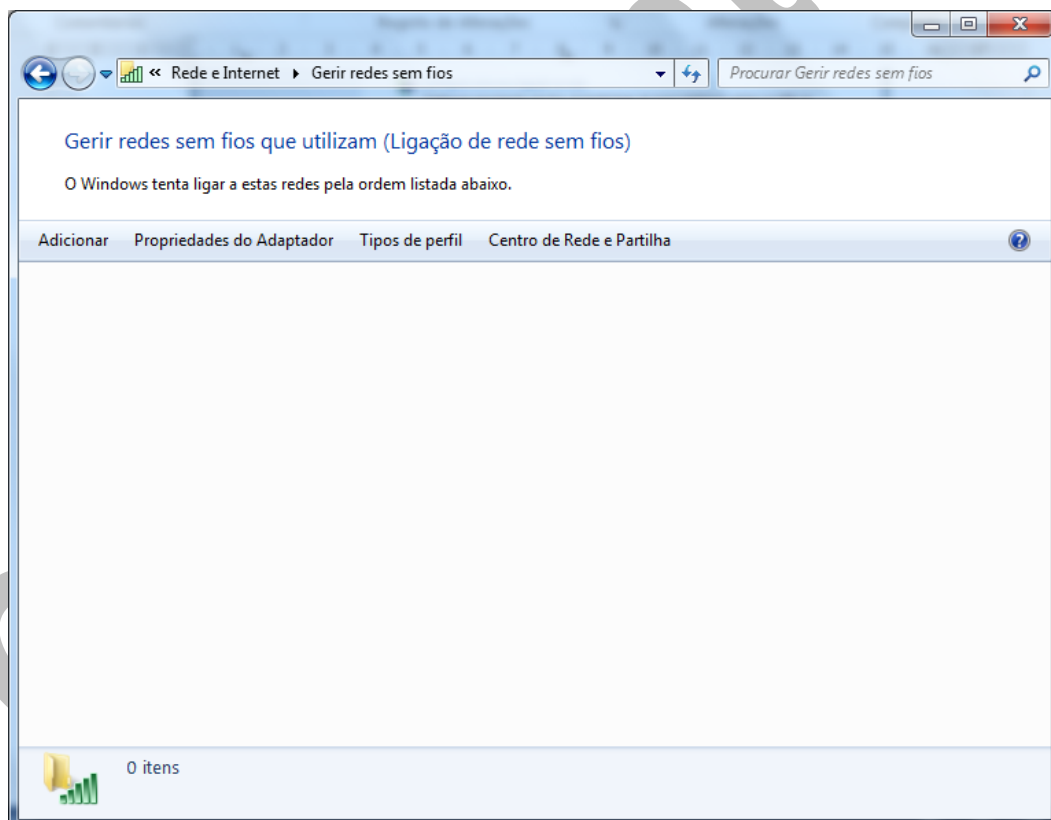 « Rede e Internet ▸ Gerir redes sem fios
Procurar Gerir redes sem fios
Gerir redes sem fios que utilizam (Ligação de rede sem fios)
O Windows tenta ligar a estas redes pela ordem listada abaixo.
Adicionar Propriedades do Adaptador Tipos de perfil Centro de Rede e Partilha
0 itens